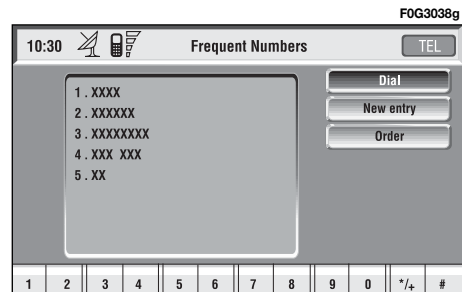 F0G3038g
10:30 Frequent Numbers TEL
1 . XXXX
2 . XXXXXX
3 . XXXXXXXX
4 . XXX XXX
5 . XX
Dial
New entry
Order
1 2 3 4 5 6 7 8 9 0 */+ #